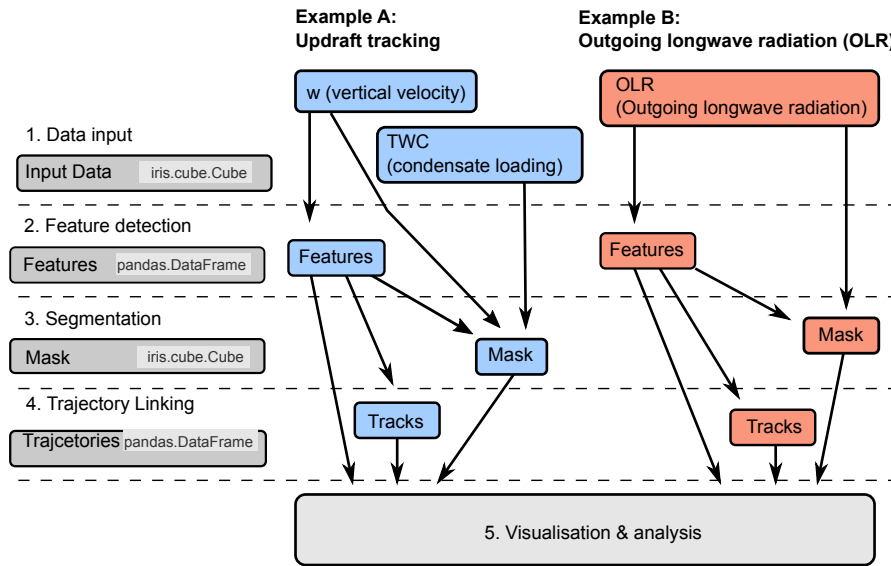 Example A:
Updraft tracking
Example B:
Outgoing longwave radiation (OLR)
w (vertical velocity)
OLR
(Outgoing longwave radiation)
1. Data input
TWC
(condensate loading)
Input Data iris.cube.Cube
2. Feature detection
Features pandas.DataFrame
Features
Features
3. Segmentation
Mask iris.cube.Cube
Mask
Mask
4. Trajectory Linking
Trajcetories pandas.DataFrame
Tracks
Tracks
5. Visualisation & analysis